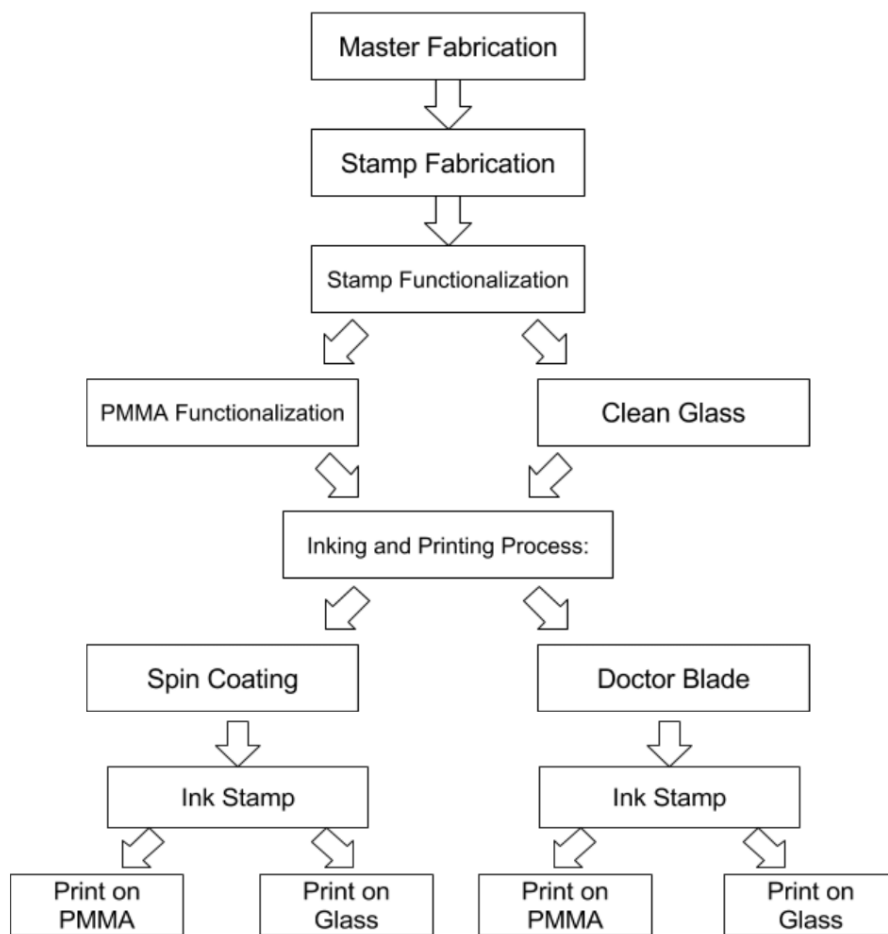 Master Fabrication
Stamp Fabrication
Stamp Functionalization
PMMA Functionalization
Clean Glass
Inking and Printing Process:
Spin Coating
Doctor Blade
Ink Stamp
Ink Stamp
Print on
PMMA
Print on
Glass
Print on
PMMA
Print on
Glass